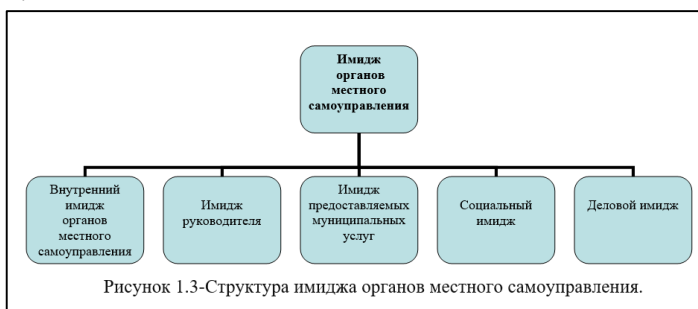 Имидж
органов
местного
самоуправления
Внутренний
имидж
органов
местного
самоуправления
Имидж
руководителя
Имидж
предоставляемых
муниципальных
услуг
Социальный
имидж
Деловой имидж
Рисунок 1.3-Структура имиджа органов местного самоуправления.